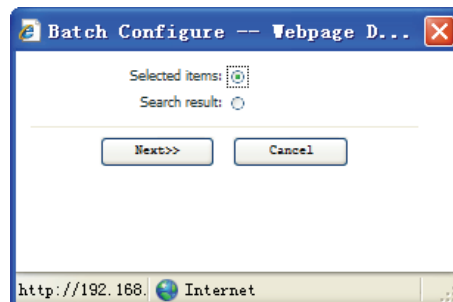 Batch Configure -- Webpage D...
Selected items:
Search result:
Next>> Cancel
http://192.168. Internet